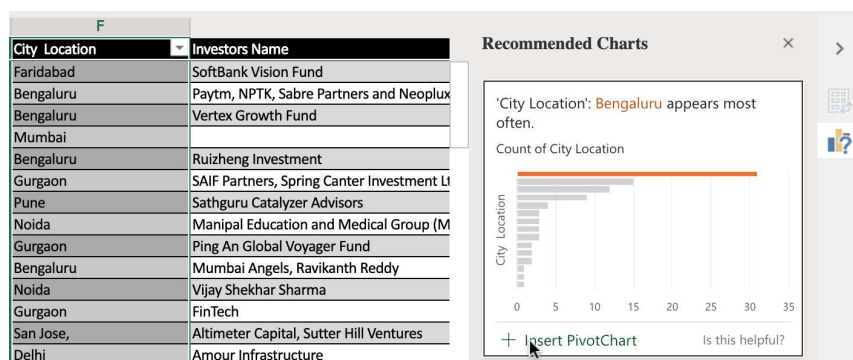 F
City Location Investors Name
Faridabad SoftBank Vision Fund
Bengaluru Paytm, NPTK, Sabre Partners and Neoplux
Bengaluru Vertex Growth Fund
Mumbai
Bengaluru Ruizheng Investment
Gurgaon SAIF Partners, Spring Canter Investment Lt
Pune Sathguru Catalyzer Advisors
Noida Manipal Education and Medical Group (M
Gurgaon Ping An Global Voyager Fund
Bengaluru Mumbai Angels, Ravikanth Reddy
Noida Vijay Shekhar Sharma
Gurgaon FinTech
San Jose, Altimeter Capital, Sutter Hill Ventures
Delhi Amour Infrastructure
Recommended Charts
'City Location': Bengaluru appears most
often.
Count of City Location
City Location
0 5 10 15 20 25 30 35
+ Insert PivotChart Is this helpful?